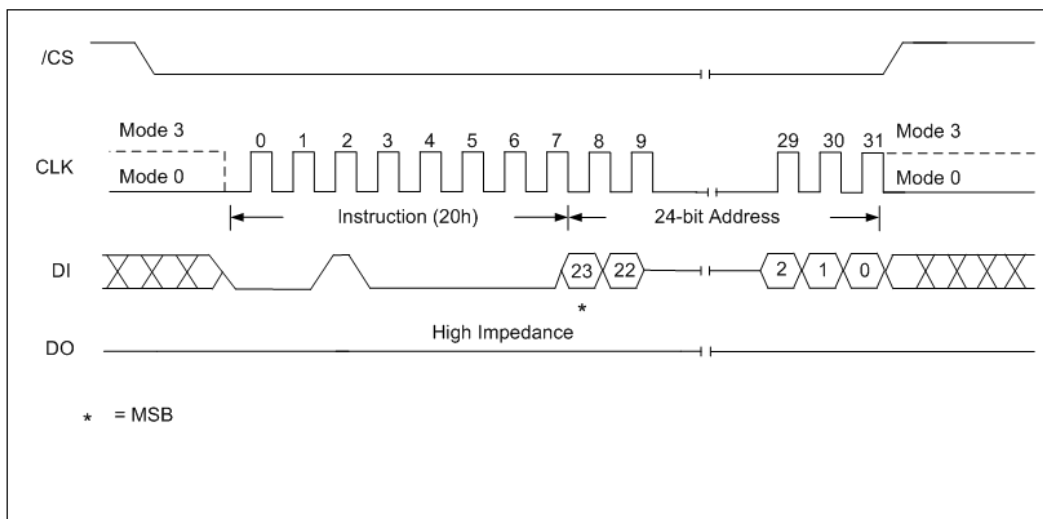 /CS
Mode 3
0 1 2 3 4 5 6 7 8 9 29 30 31
Mode 3
CLK
Mode 0
Mode 0
Instruction (20h)
24-bit Address
DI
23 22 2 1 0
*
High Impedance
DO
* = MSB